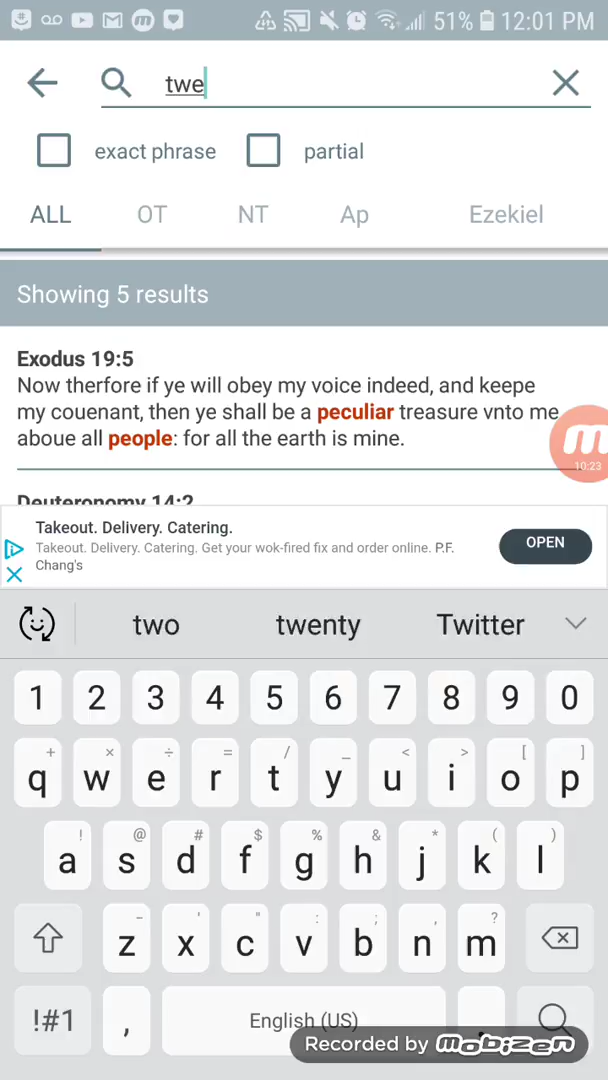 51% 12:01 PM
twe
exact phrase partial
ALL OT NT Ap Ezekiel
Showing 5 results
Exodus 19:5
Now therfore if ye will obey my voice indeed, and keepe
my couenant, then ye shall be a peculiar treasure vnto me
aboue all people: for all the earth is mine.
10:23
Deuteronomy 14:2
Takeout. Delivery. Catering.
Takeout. Delivery. Catering. Get your wok-fired fix and order online. P.F.
Chang's
OPEN
two twenty Twitter
1 2 3 4 5 6 7 8 9 0
+ × ÷ = / _ < > [ ]
q w e r t y u i o p
! @ # $ % & * ( )
a s d f g h j k l
- ' " : ; , ?
z x c v b n m
!#1 , English (US) .
Recorded by mobizen